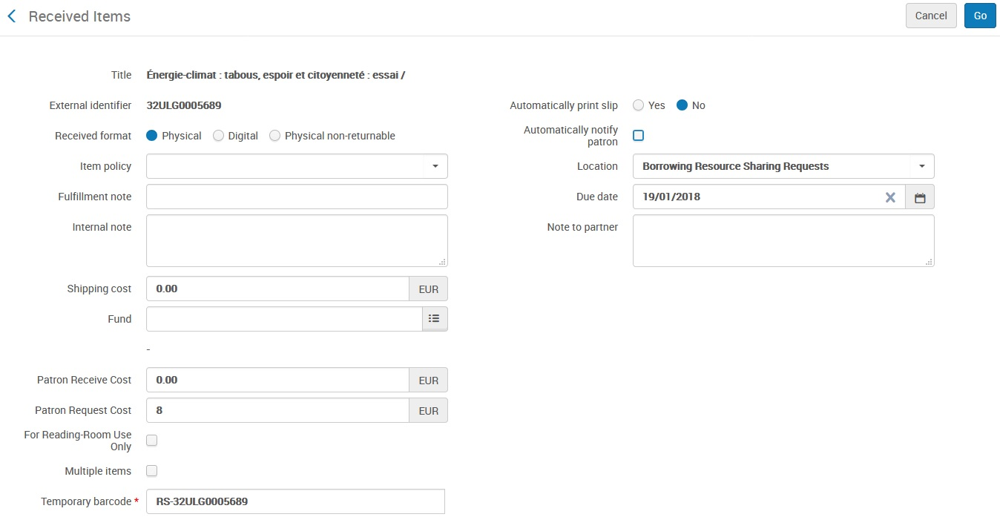 Received Items
Cancel
Go
Title
Énergie-climat : tabous, espoir et citoyenneté : essai /
External identifier
32ULG0005689
Automatically print slip
Yes
No
Received format
Physical
Digital
Physical non-returnable
Automatically notify
patron
Item policy
Location
Borrowing Resource Sharing Requests
Fulfillment note
Due date
19/01/2018
Internal note
Note to partner
Shipping cost
0.00
EUR
Fund
-
Patron Receive Cost
0.00
EUR
Patron Request Cost
8
EUR
For Reading-Room Use
Only
Multiple items
Temporary barcode *
RS-32ULG0005689